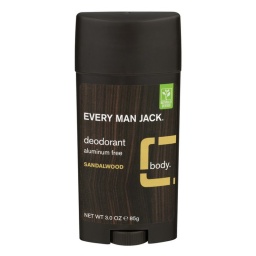 EVERY MAN JACK.
deodorant
aluminum free
SANDALWOOD
body.
NET WT 3.0 OZ e 85g